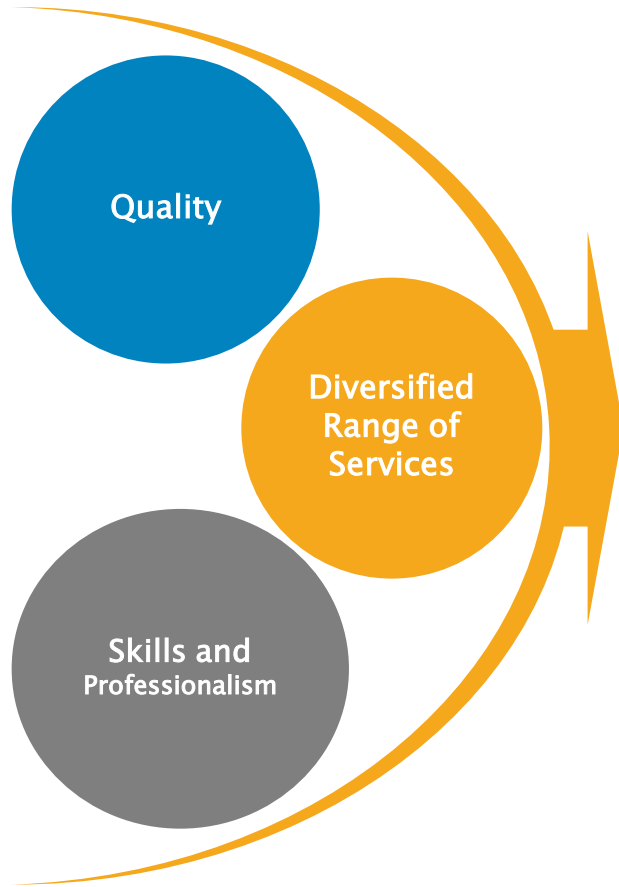 Quality
Diversified
Range of
Services
Skills and
Professionalism